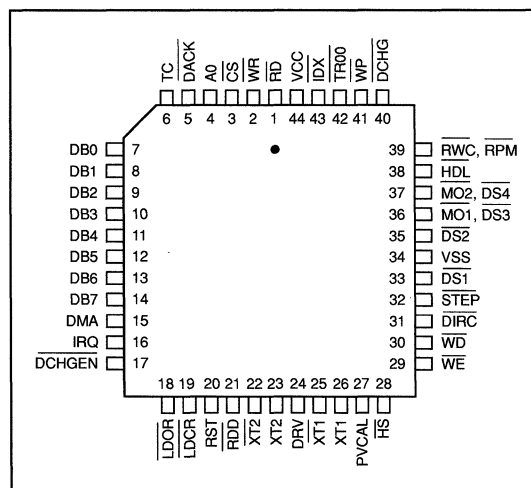 TC DACK A0 CS WR RD VCC IDX TR00 WP DCHG
6 5 4 3 2 1 44 43 42 41 40
DB0 7
DB1 8
DB2 9
DB3 10
DB4 11
DB5 12
DB6 13
DB7 14
DMA 15
IRQ 16
DCHGEN 17
39 RWC, RPM
38 HDL
37 MO2, DS4
36 MO1, DS3
35 DS2
34 VSS
33 DS1
32 STEP
31 DIRC
30 WD
29 WE
18 19 20 21 22 23 24 25 26 27 28
LDOR LDCR RST RDD XT2 XT2 DRV XT1 XT1 PVCAL HS